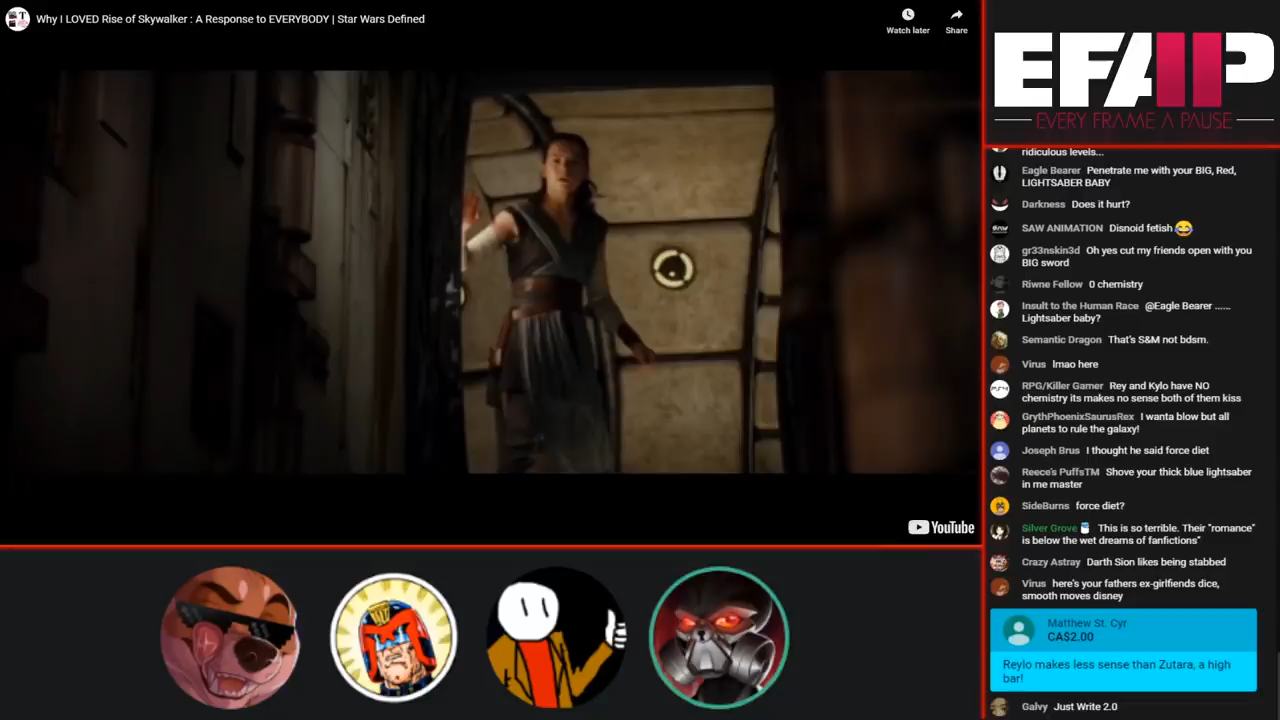 Why I LOVED Rise of Skywalker : A Response to EVERYBODY | Star Wars Defined
Watch later
Share
YouTube
EFAP
EVERY FRAME A PAUSE
ridiculous levels...
Eagle Bearer Penetrate me with your BIG, Red,
LIGHTSABER BABY
Darkness Does it hurt?
SAW ANIMATION Disnoid fetish 😂
gr33nskin3d Oh yes cut my friends open with you
BIG sword
Riwne Fellow 0 chemistry
Insult to the Human Race @Eagle Bearer ......
Lightsaber baby?
Semantic Dragon That's S&M not bdsm.
Virus lmao here
RPG/Killer Gamer Rey and Kylo have NO
chemistry its makes no sense both of them kiss
GrythPhoenixSaurusRex I wanta blow but all
planets to rule the galaxy!
Joseph Brus I thought he said force diet
Reece's PuffsTM Shove your thick blue lightsaber
in me master
SideBurns force diet?
Silver Grove This is so terrible. Their "romance"
is below the wet dreams of fanfictions"
Crazy Astray Darth Sion likes being stabbed
Virus here's your fathers ex-girlfiends dice,
smooth moves disney
Matthew St. Cyr
CA$2.00
Reylo makes less sense than Zutara, a high
bar!
Galvy Just Write 2.0